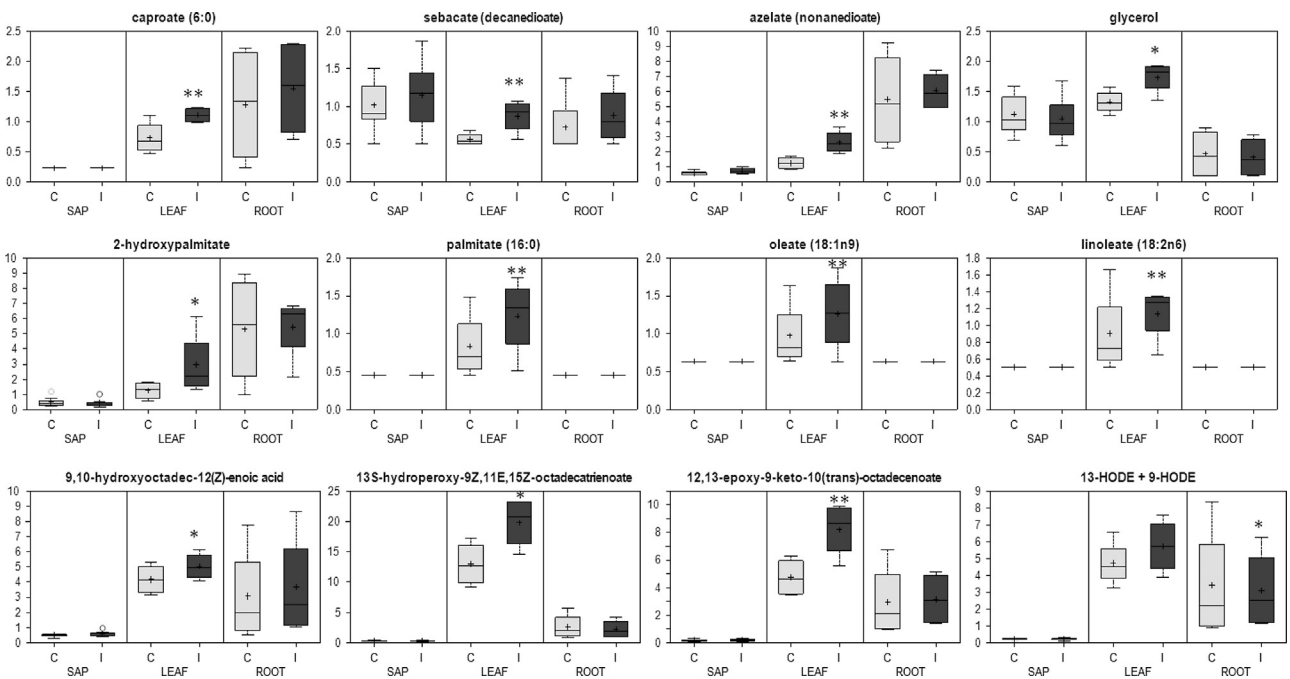 caproate (6:0) sebacate (decanedioate) azelate (nonanedioate) glycerol
2.5 2.0 10 2.5
9
2.0 8 2.0
1.5 7
1.5 6 1.5
1.0 5
1.0 4 1.0
0.5 3
0.5 2 0.5
1
0.0 0.0 0 0.0
** ** ** *
C I C I C I C I C I C I C I C I C I C I C I C I
SAP LEAF ROOT SAP LEAF ROOT SAP LEAF ROOT SAP LEAF ROOT
2-hydroxypalmitate palmitate (16:0) oleate (18:1n9) linoleate (18:2n6)
10 2.0 2.0 1.8
9 1.6
8 1.4
7 1.5 1.5 1.2
6 1.0
5 1.0 1.0 0.8
4 0.6
3 0.5 0.5 0.4
2 0.2
1
0 0.0 0.0 0.0
* ** ** **
C I C I C I C I C I C I C I C I C I C I C I C I
SAP LEAF ROOT SAP LEAF ROOT SAP LEAF ROOT SAP LEAF ROOT
9,10-hydroxyoctadec-12(Z)-enoic acid 13S-hydroperoxy-9Z,11E,15Z-octadecatrienoate 12,13-epoxy-9-keto-10(trans)-octadecenoate 13-HODE + 9-HODE
10 25 10 9
9 8
8 20 8 7
7 6
6 15 6 5
5 4
4 10 4 3
3 2
2 5 2 1
1
0 0 0 0
* * ** *
C I C I C I C I C I C I C I C I C I C I C I C I
SAP LEAF ROOT SAP LEAF ROOT SAP LEAF ROOT SAP LEAF ROOT